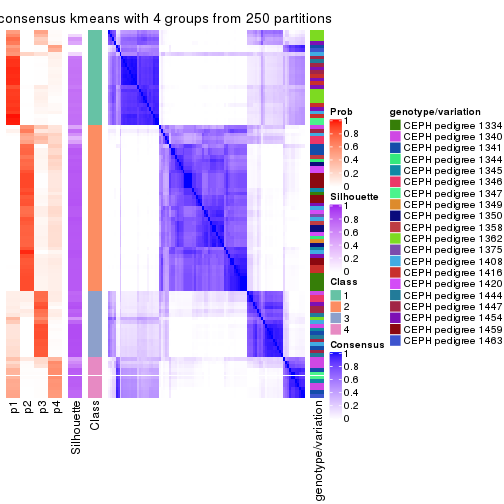 consensus kmeans with 4 groups from 250 partitions
p1
p2
p3
p4
Silhouette
Class
genotype/variation
Prob
1
0.8
0.6
0.4
0.2
0
Silhouette
1
0.8
0.6
0.4
0.2
0
Class
1
2
3
4
Consensus
1
0.8
0.6
0.4
0.2
0
genotype/variation
CEPH pedigree 1334
CEPH pedigree 1340
CEPH pedigree 1341
CEPH pedigree 1344
CEPH pedigree 1345
CEPH pedigree 1346
CEPH pedigree 1347
CEPH pedigree 1349
CEPH pedigree 1350
CEPH pedigree 1358
CEPH pedigree 1362
CEPH pedigree 1375
CEPH pedigree 1408
CEPH pedigree 1416
CEPH pedigree 1420
CEPH pedigree 1444
CEPH pedigree 1447
CEPH pedigree 1454
CEPH pedigree 1459
CEPH pedigree 1463